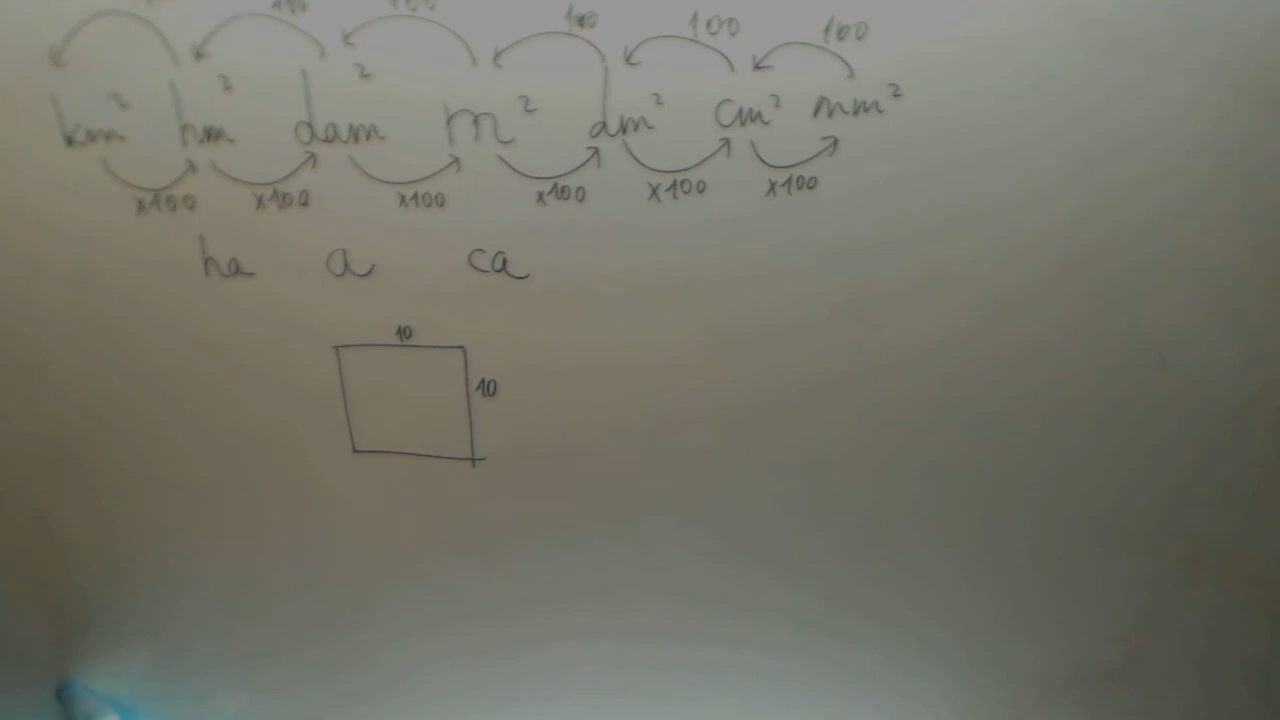 100 100 100 100
km² hm² dam² m² dm² cm² mm²
x100 x100 x100 x100 x100 x100
ha a ca
10
10